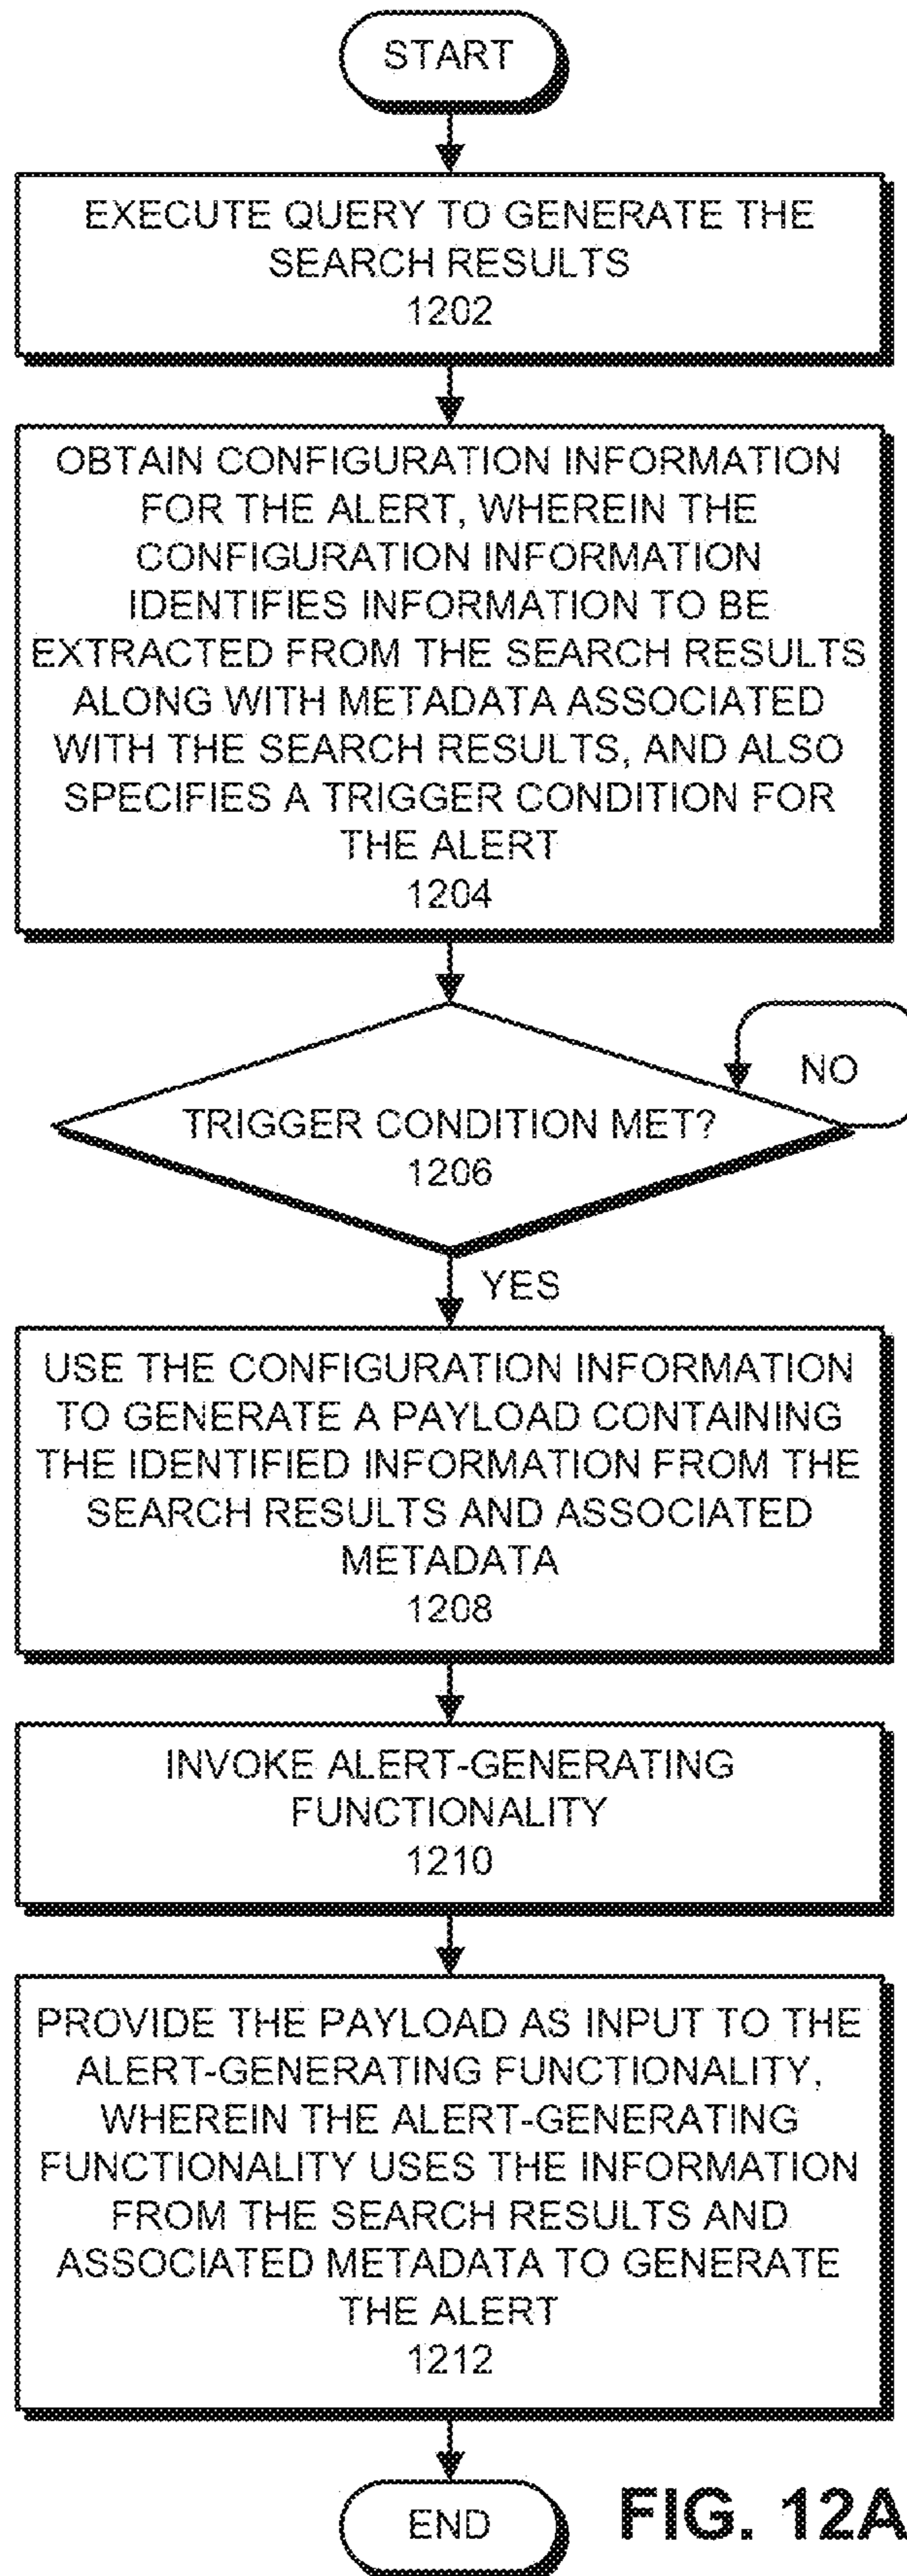 START
EXECUTE QUERY TO GENERATE THE
SEARCH RESULTS
1202
OBTAIN CONFIGURATION INFORMATION
FOR THE ALERT, WHEREIN THE
CONFIGURATION INFORMATION
IDENTIFIES INFORMATION TO BE
EXTRACTED FROM THE SEARCH RESULTS
ALONG WITH METADATA ASSOCIATED
WITH THE SEARCH RESULTS, AND ALSO
SPECIFIES A TRIGGER CONDITION FOR
THE ALERT
1204
NO
TRIGGER CONDITION MET?
1206
YES
USE THE CONFIGURATION INFORMATION
TO GENERATE A PAYLOAD CONTAINING
THE IDENTIFIED INFORMATION FROM THE
SEARCH RESULTS AND ASSOCIATED
METADATA
1208
INVOKE ALERT-GENERATING
FUNCTIONALITY
1210
PROVIDE THE PAYLOAD AS INPUT TO THE
ALERT-GENERATING FUNCTIONALITY,
WHEREIN THE ALERT-GENERATING
FUNCTIONALITY USES THE INFORMATION
FROM THE SEARCH RESULTS AND
ASSOCIATED METADATA TO GENERATE
THE ALERT
1212
END
FIG. 12A